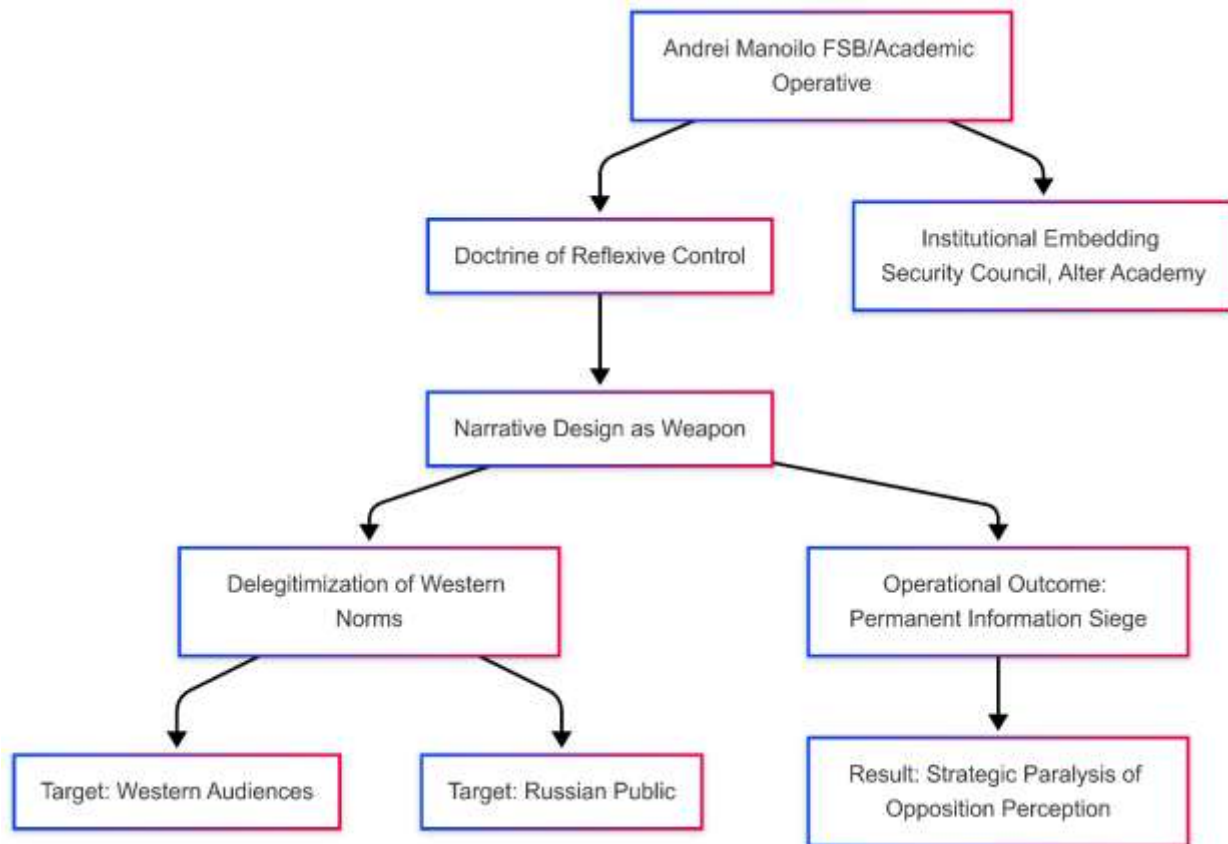 Andrei Manoilo FSB/Academic
Operative
Doctrine of Reflexive Control
Institutional Embedding
Security Council, Alter Academy
Narrative Design as Weapon
Delegitimization of Western
Norms
Operational Outcome:
Permanent Information Siege
Target: Western Audiences
Target: Russian Public
Result: Strategic Paralysis of
Opposition Perception